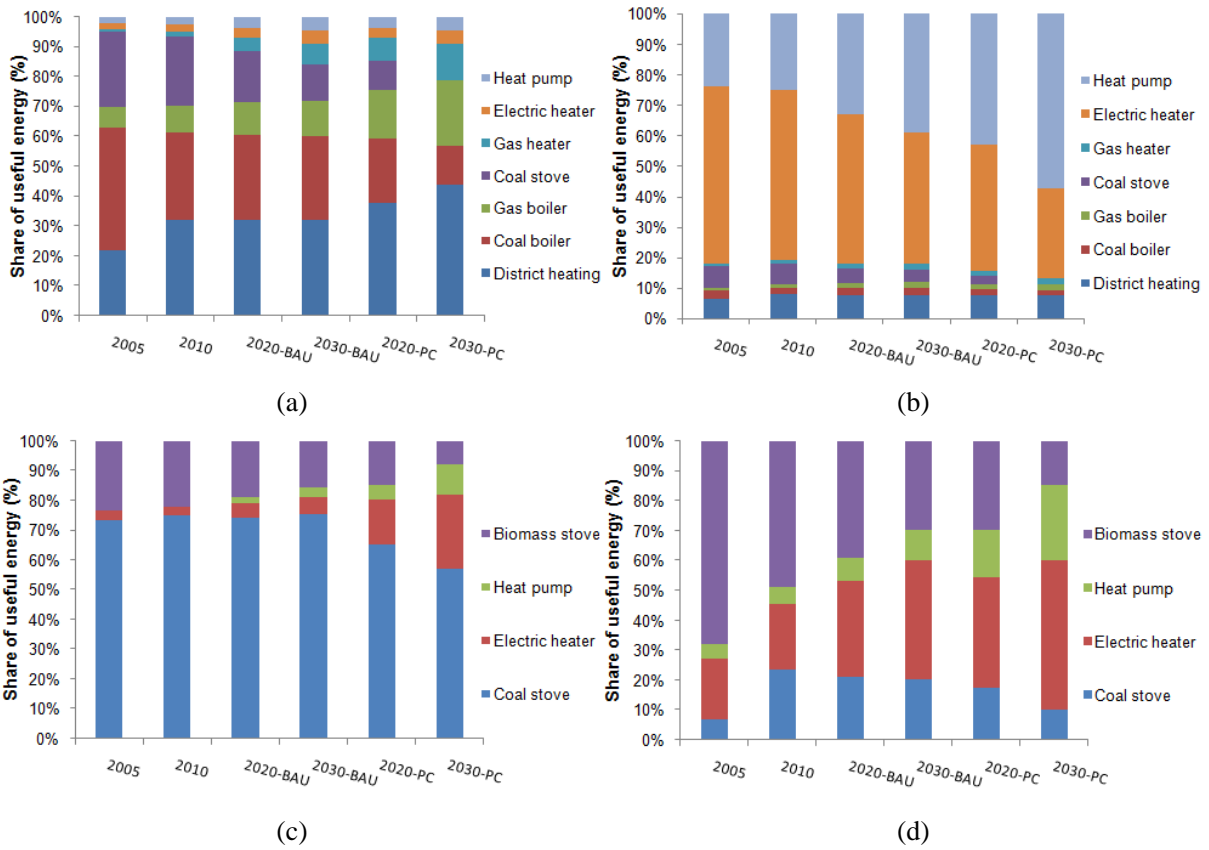 100%
90%
80%
70%
60%
50%
40%
30%
20%
10%
0%
Share of useful energy (%)
2005
2010
2020-BAU
2030-BAU
2020-PC
2030-PC
Heat pump
Electric heater
Gas heater
Coal stove
Gas boiler
Coal boiler
District heating
(a)
100%
90%
80%
70%
60%
50%
40%
30%
20%
10%
0%
Share of useful energy (%)
2005
2010
2020-BAU
2030-BAU
2020-PC
2030-PC
Heat pump
Electric heater
Gas heater
Coal stove
Gas boiler
Coal boiler
District heating
(b)
100%
90%
80%
70%
60%
50%
40%
30%
20%
10%
0%
Share of useful energy (%)
2005
2010
2020-BAU
2030-BAU
2020-PC
2030-PC
Biomass stove
Heat pump
Electric heater
Coal stove
(c)
100%
90%
80%
70%
60%
50%
40%
30%
20%
10%
0%
Share of useful energy (%)
2005
2010
2020-BAU
2030-BAU
2020-PC
2030-PC
Biomass stove
Heat pump
Electric heater
Coal stove
(d)